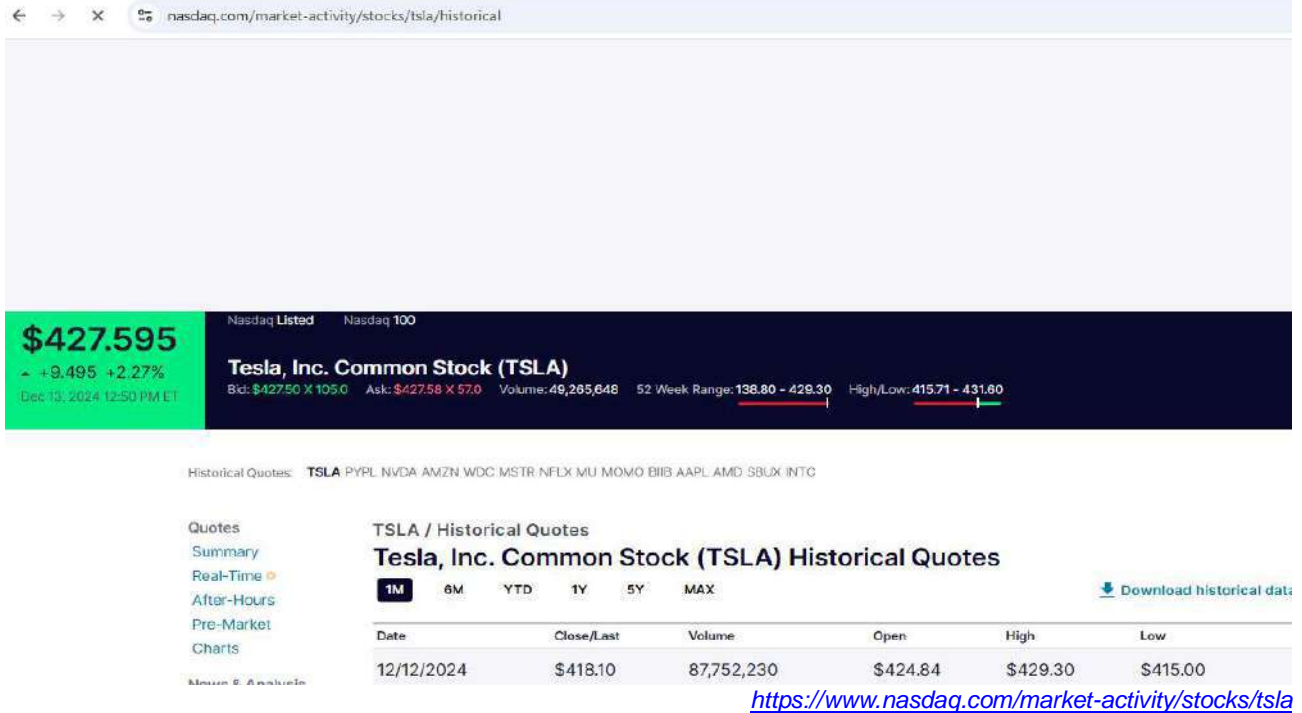 nasdaq.com/market-activity/stocks/tsla/historical
Nasdaq Listed Nasdaq 100
$427.595
+9.495 +2.27%
Dec 13, 2024 12:50 PM ET
Tesla, Inc. Common Stock (TSLA)
Bid: $427.50 X 105.0 Ask: $427.58 X 57.0 Volume: 49,265,648 52 Week Range: 138.80 - 429.30 High/Low: 415.71 - 431.60
Historical Quotes: TSLA PYPL NVDA AMZN WDC MSTR NFLX MU MOMO BIIB AAPL AMD SBUX INTC
Quotes
Summary
Real-Time
After-Hours
Pre-Market
Charts
News & Analysis
TSLA / Historical Quotes
Tesla, Inc. Common Stock (TSLA) Historical Quotes
1M 6M YTD 1Y 5Y MAX
Download historical data
Date Close/Last Volume Open High Low
12/12/2024 $418.10 87,752,230 $424.84 $429.30 $415.00
https://www.nasdaq.com/market-activity/stocks/tsla